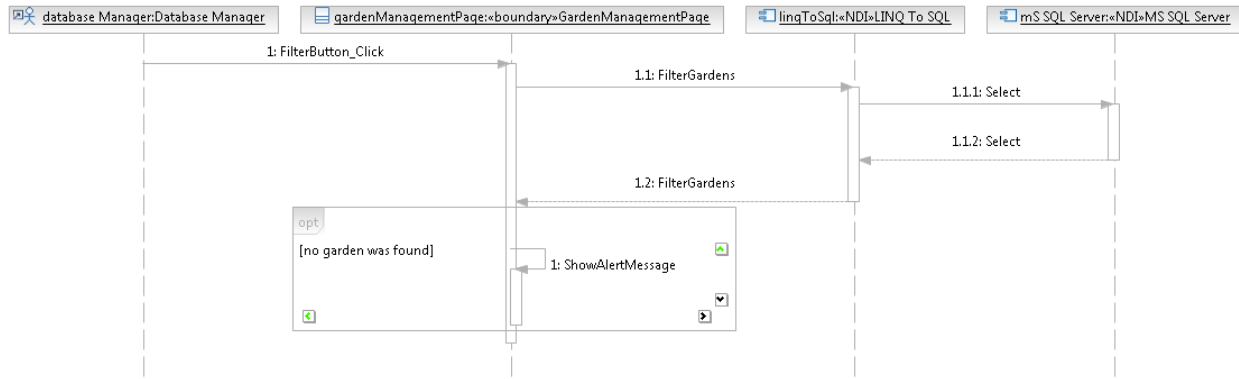 database Manager:Database Manager
gardenManagementPage:«boundary»GardenManagementPage
linqToSql:«NDI»LINQ To SQL
mS SQL Server:«NDI»MS SQL Server
1: FilterButton_Click
1.1: FilterGardens
1.1.1: Select
1.1.2: Select
1.2: FilterGardens
opt
[no garden was found]
1: ShowAlertMessage